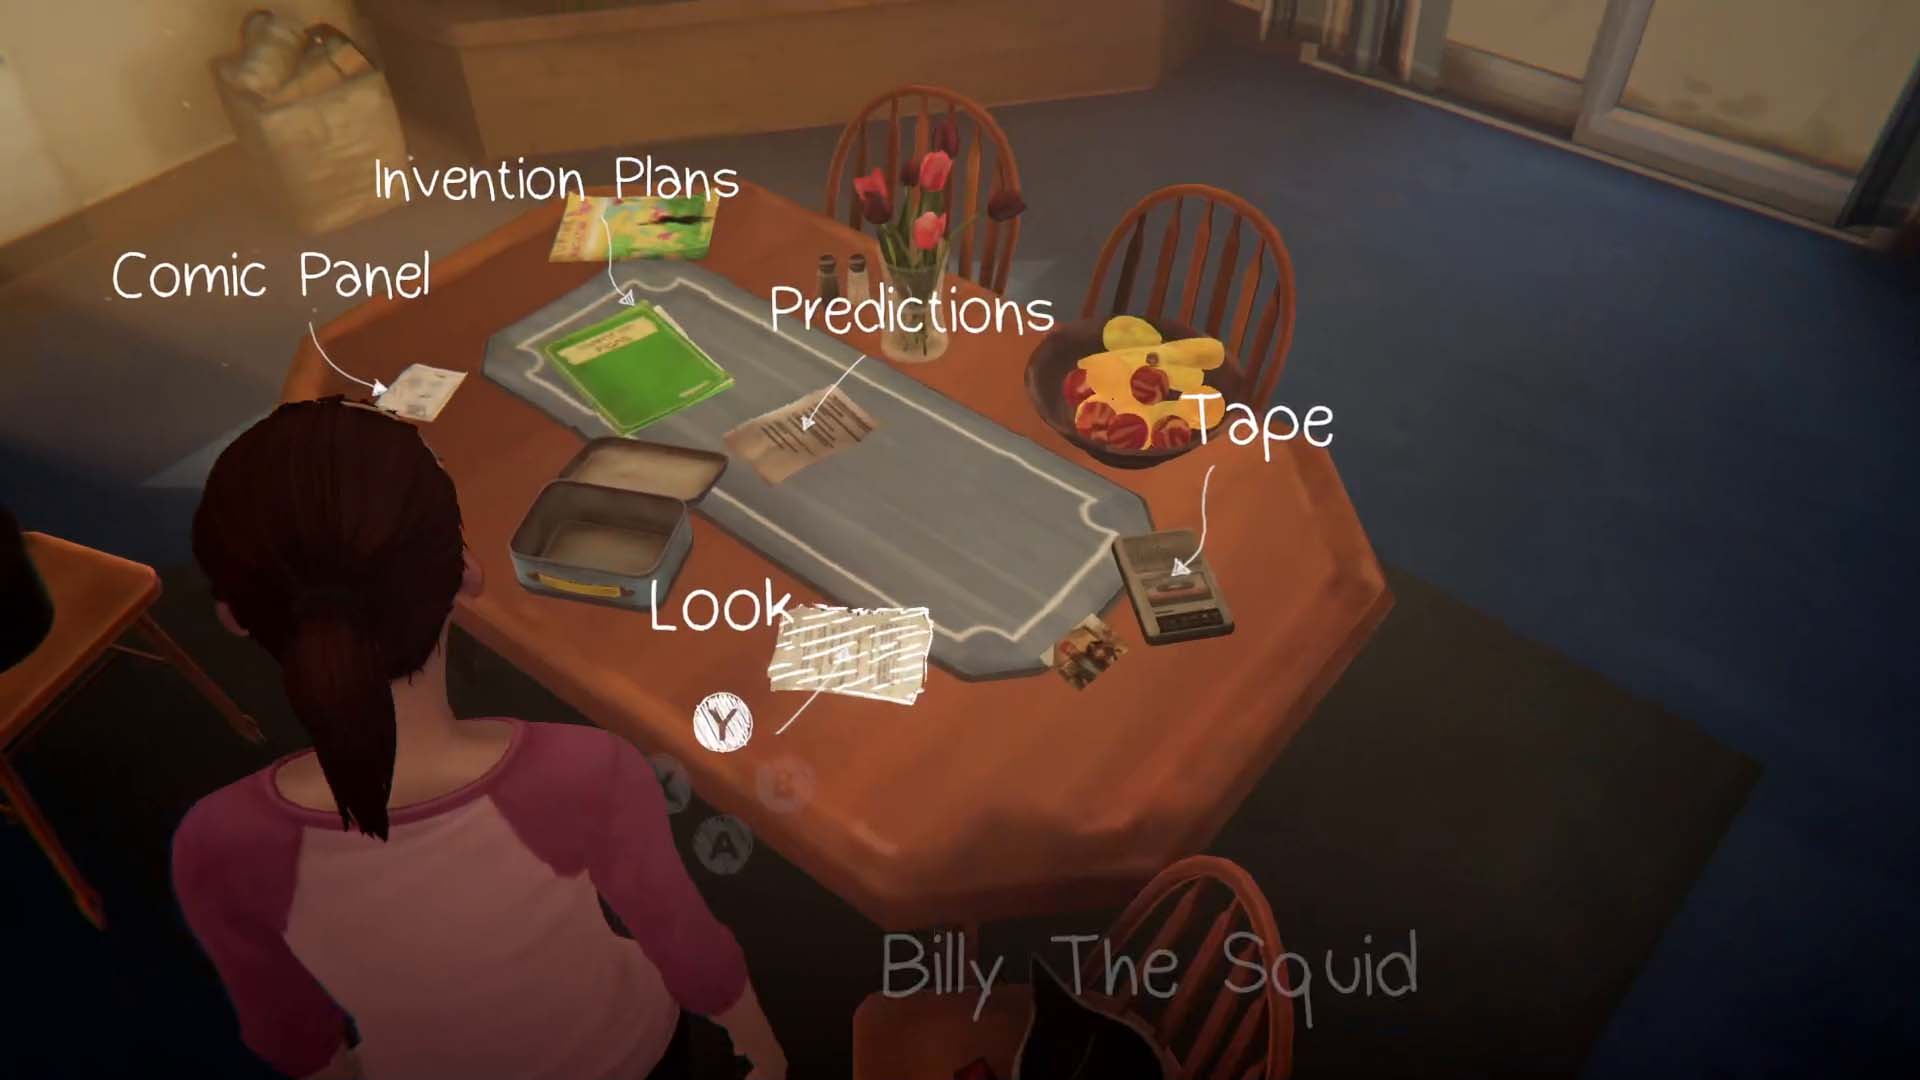 Invention Plans
Comic Panel
Predictions
Tape
Look
Y
X
B
A
Billy The Squid